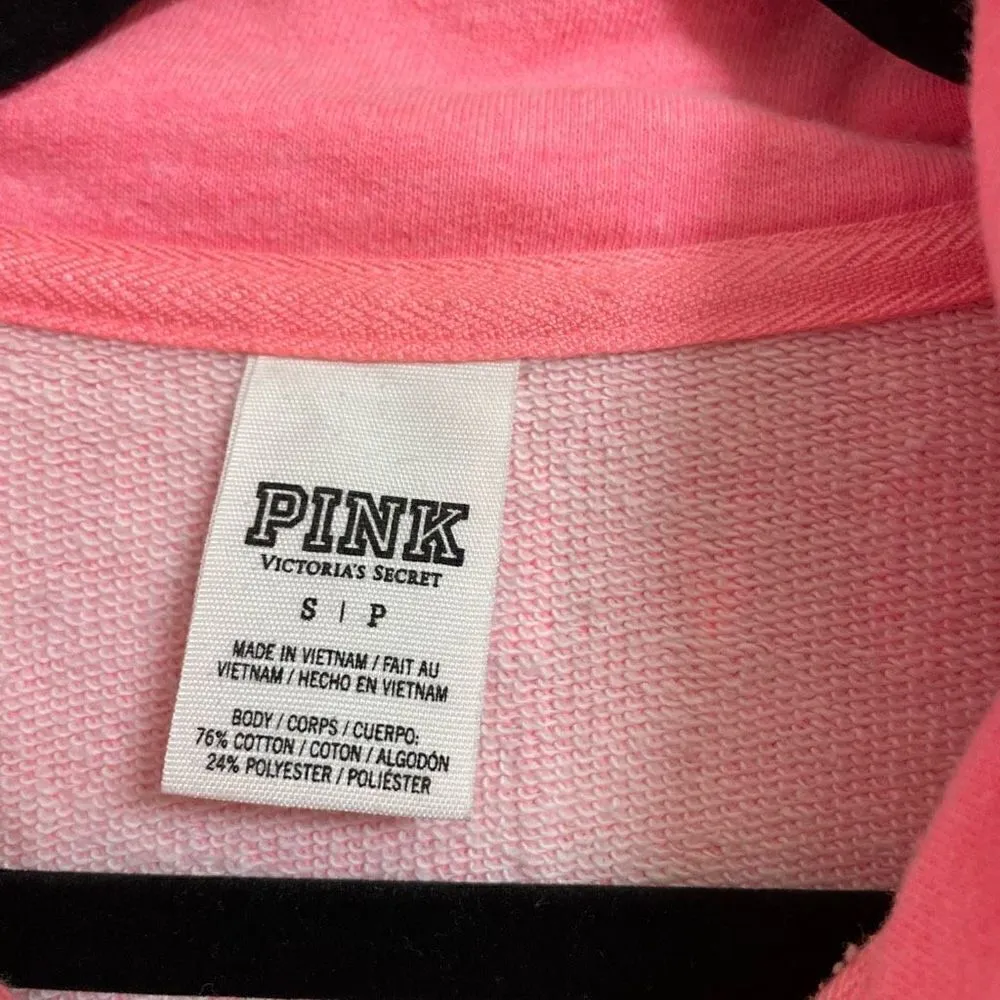 PINK
VICTORIA'S SECRET
S | P
MADE IN VIETNAM / FAIT AU
VIETNAM / HECHO EN VIETNAM
BODY / CORPS / CUERPO:
76% COTTON / COTON / ALGODÓN
24% POLYESTER / POLIÉSTER